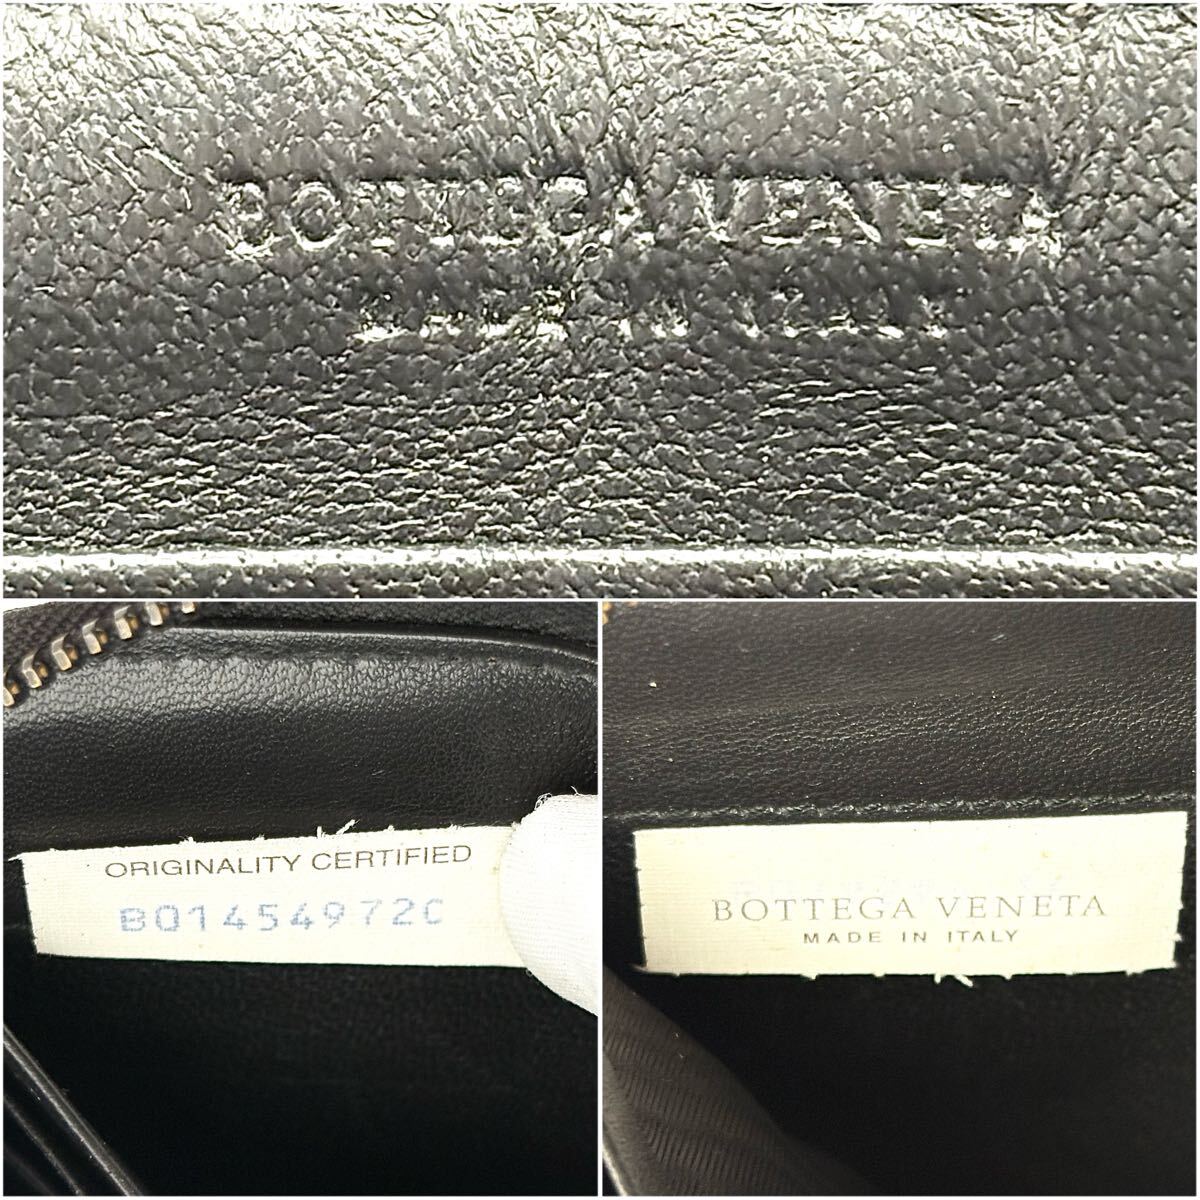 BOTTEGA VENETA
ORIGINALITY CERTIFIED
B01454972C
BOTTEGA VENETA
MADE IN ITALY